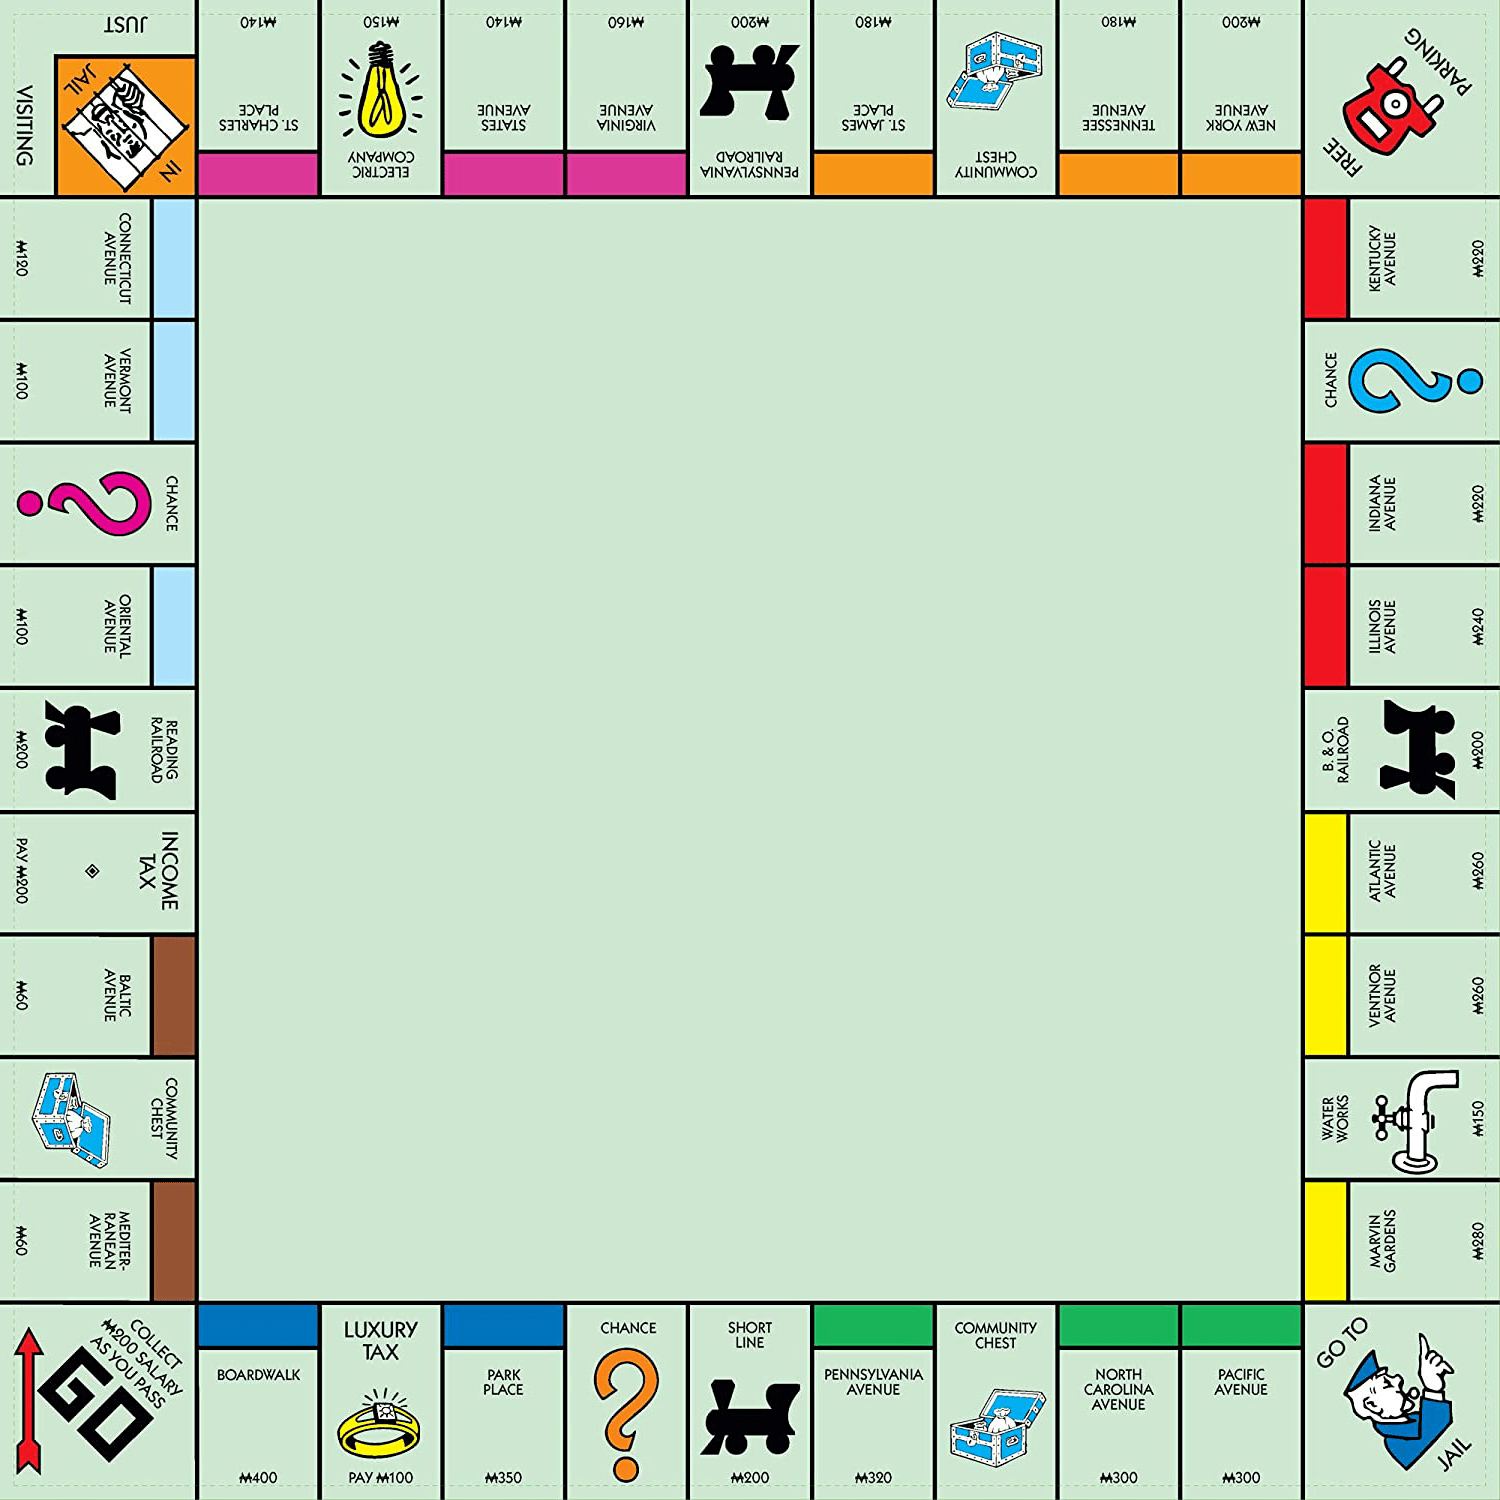 COLLECT
₩200 SALARY
AS YOU PASS
GO
MEDITER-
RANEAN
AVENUE
₩60
COMMUNITY
CHEST
BALTIC
AVENUE
₩60
INCOME
TAX
PAY ₩200
READING
RAILROAD
₩200
ORIENTAL
AVENUE
₩100
CHANCE
?
VERMONT
AVENUE
₩100
CONNECTICUT
AVENUE
₩120
IN
JAIL
JUST
VISITING
ST. CHARLES
PLACE
₩140
ELECTRIC
COMPANY
₩150
STATES
AVENUE
₩140
VIRGINIA
AVENUE
₩160
PENNSYLVANIA
RAILROAD
₩200
ST. JAMES
PLACE
₩180
COMMUNITY
CHEST
TENNESSEE
AVENUE
₩180
NEW YORK
AVENUE
₩200
FREE
PARKING
KENTUCKY
AVENUE
₩220
CHANCE
?
INDIANA
AVENUE
₩220
ILLINOIS
AVENUE
₩240
B. & O.
RAILROAD
₩200
ATLANTIC
AVENUE
₩260
VENTNOR
AVENUE
₩260
WATER
WORKS
₩150
MARVIN
GARDENS
₩280
GO TO
JAIL
PACIFIC
AVENUE
₩300
NORTH
CAROLINA
AVENUE
₩300
COMMUNITY
CHEST
PENNSYLVANIA
AVENUE
₩320
SHORT
LINE
₩200
CHANCE
?
PARK
PLACE
₩350
LUXURY
TAX
PAY ₩100
BOARDWALK
₩400